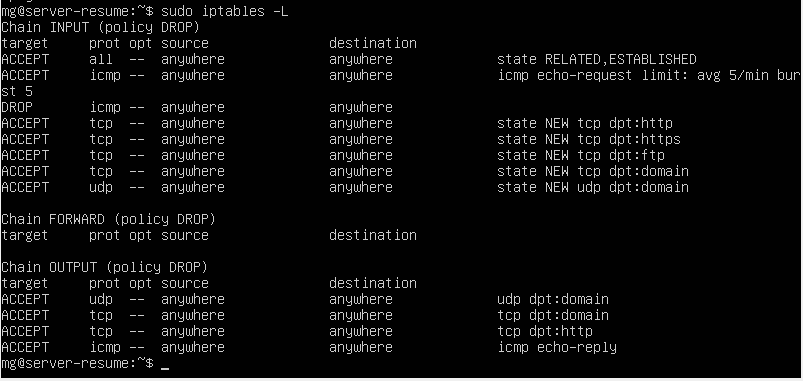 mg@server-resume:~$ sudo iptables -L
Chain INPUT (policy DROP)
target     prot opt source               destination
ACCEPT     all  --  anywhere             anywhere             state RELATED,ESTABLISHED
ACCEPT     icmp --  anywhere             anywhere             icmp echo-request limit: avg 5/min bur
st 5
DROP       icmp --  anywhere             anywhere
ACCEPT     tcp  --  anywhere             anywhere             state NEW tcp dpt:http
ACCEPT     tcp  --  anywhere             anywhere             state NEW tcp dpt:https
ACCEPT     tcp  --  anywhere             anywhere             state NEW tcp dpt:ftp
ACCEPT     tcp  --  anywhere             anywhere             state NEW tcp dpt:domain
ACCEPT     udp  --  anywhere             anywhere             state NEW udp dpt:domain
Chain FORWARD (policy DROP)
target     prot opt source               destination
Chain OUTPUT (policy DROP)
target     prot opt source               destination
ACCEPT     udp  --  anywhere             anywhere             udp dpt:domain
ACCEPT     tcp  --  anywhere             anywhere             tcp dpt:domain
ACCEPT     tcp  --  anywhere             anywhere             tcp dpt:http
ACCEPT     icmp --  anywhere             anywhere             icmp echo-reply
mg@server-resume:~$ _